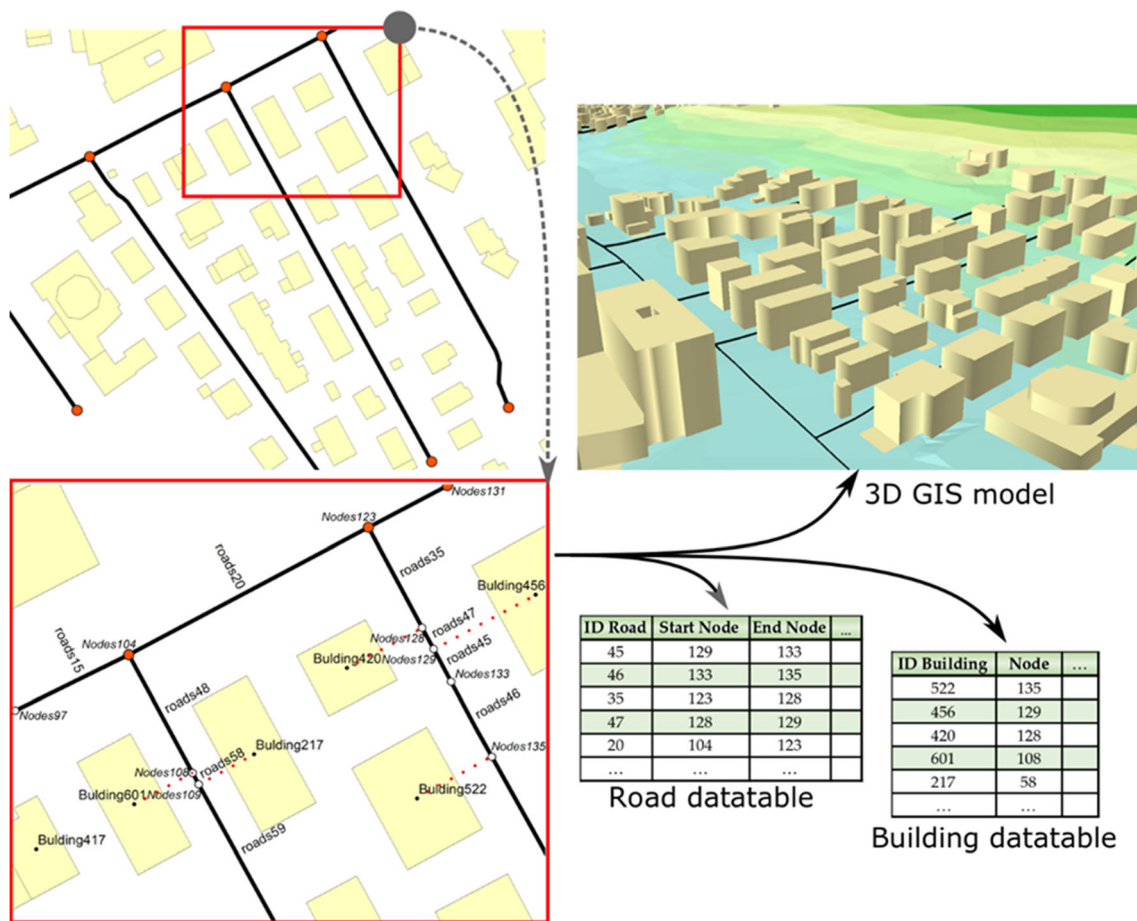 3D GIS model
Nodes131
Nodes123
roads35
roads20
Bulding456
roads47
Nodes128
roads45
Nodes129
Bulding420
Nodes104
roads15
Nodes133
roads48
roads46
Nodes97
Bulding217
Nodes135
roads58
Nodes108
Bulding601
Nodes109
Bulding522
roads59
Bulding417
ID Road Start Node End Node ...
45 129 133
46 133 135
35 123 128
47 128 129
20 104 123
... ... ...
Road datatable
ID Building Node ...
522 135
456 129
420 128
601 108
217 58
... ...
Building datatable